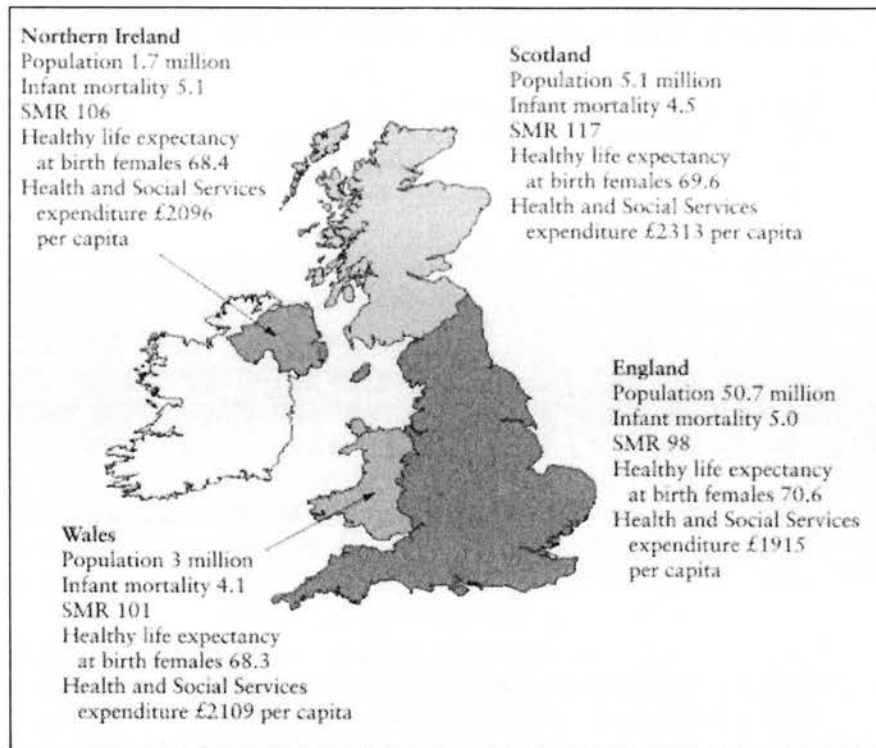 Northern Ireland
Population 1.7 million
Infant mortality 5.1
SMR 106
Healthy life expectancy
at birth females 68.4
Health and Social Services
expenditure £2096
per capita
Scotland
Population 5.1 million
Infant mortality 4.5
SMR 117
Healthy life expectancy
at birth females 69.6
Health and Social Services
expenditure £2313 per capita
England
Population 50.7 million
Infant mortality 5.0
SMR 98
Healthy life expectancy
at birth females 70.6
Health and Social Services
expenditure £1915
per capita
Wales
Population 3 million
Infant mortality 4.1
SMR 101
Healthy life expectancy
at birth females 68.3
Health and Social Services
expenditure £2109 per capita